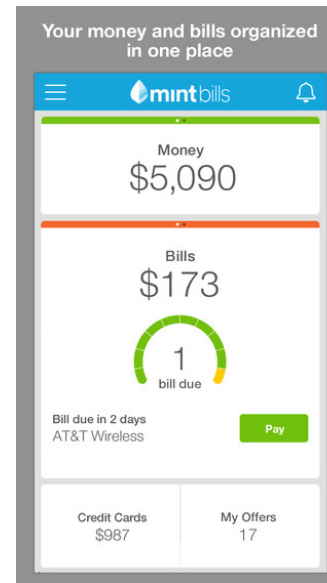 Your money and bills organized
in one place
mintbills
Money
$5,090
Bills
$173
1
bill due
Bill due in 2 days
AT&T Wireless
Pay
Credit Cards
$987
My Offers
17